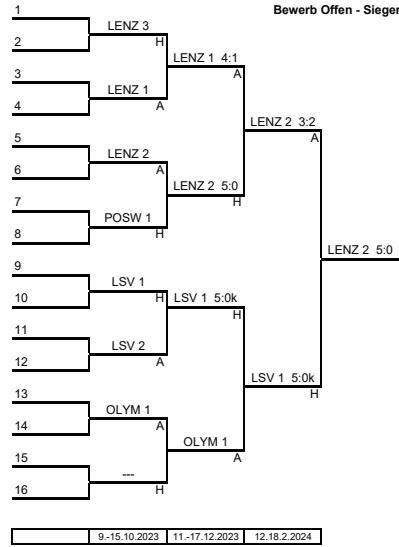 Bewerb Offen - Sieger
1
LENZ 3
2
H
LENZ 1 4:1
3
A
LENZ 1
4
A
LENZ 2 3:2
5
A
LENZ 2
6
A
LENZ 2 5:0
7
H
POSW 1
8
H
LENZ 2 5:0
9
LSV 1
10
H
LSV 1 5:0k
11
H
LSV 2
12
A
LSV 1 5:0k
13
H
OLYM 1
14
A
OLYM 1
15
A
---
16
H
9.-15.10.2023 11.-17.12.2023 12.18.2.2024